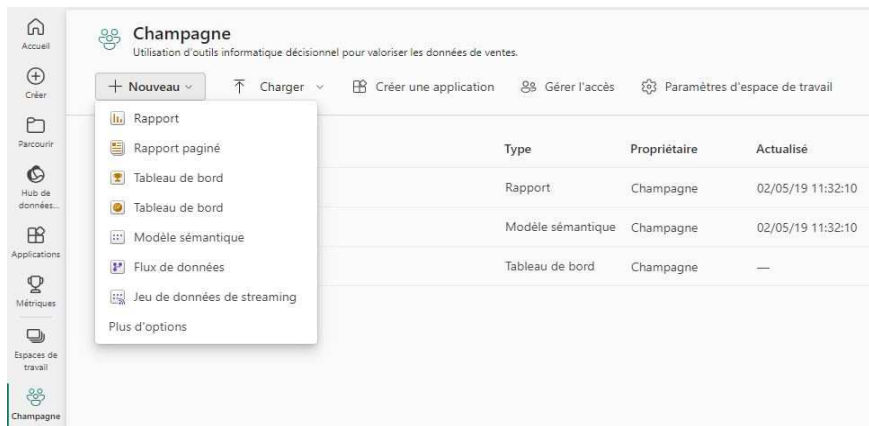 Accueil
Créer
Parcourir
Hub de
données...
Applications
Métriques
Espaces de
travail
Champagne
Champagne
Utilisation d'outils informatique décisionnel pour valoriser les données de ventes.
Nouveau
Charger
Créer une application
Gérer l'accès
Paramètres d'espace de travail
Rapport
Rapport paginé
Tableau de bord
Tableau de bord
Modèle sémantique
Flux de données
Jeu de données de streaming
Plus d'options
Type Propriétaire Actualisé
Rapport Champagne 02/05/19 11:32:10
Modèle sémantique Champagne 02/05/19 11:32:10
Tableau de bord Champagne —